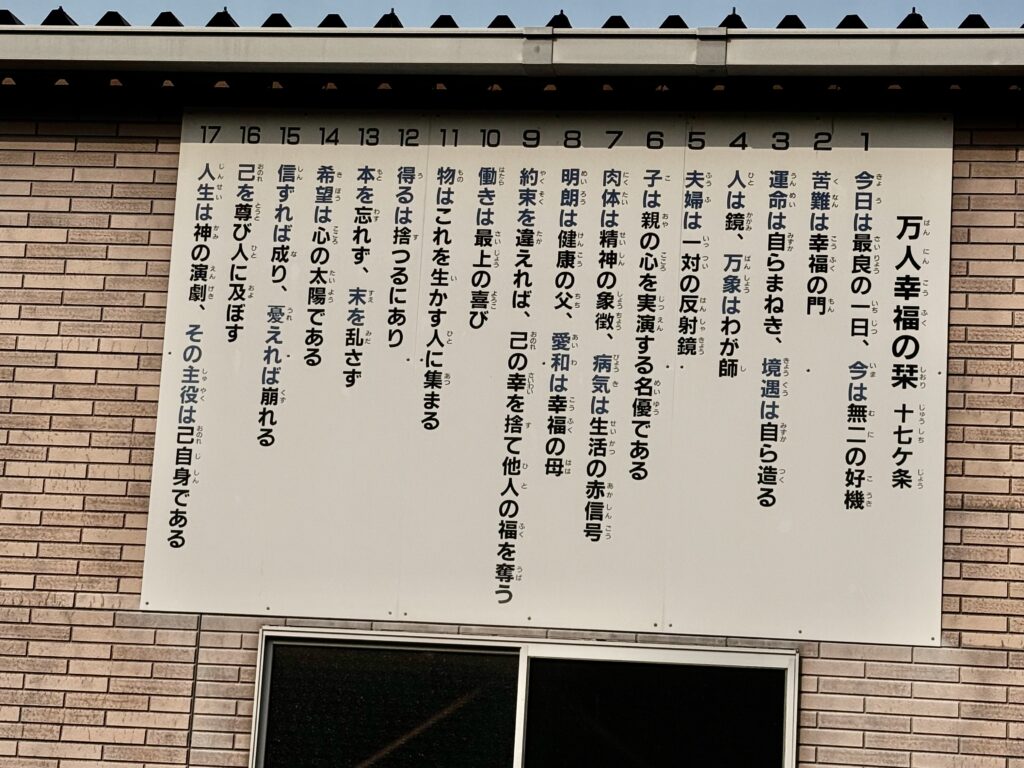 万人幸福の栞 十七ケ条
1 今日は最良の一日、今は無二の好機
2 苦難は幸福の門
3 運命は自らまねき、境遇は自ら造る
4 人は鏡、万象はわが師
5 夫婦は一対の反射鏡
6 子は親の心を実演する名優である
7 肉体は精神の象徴、病気は生活の赤信号
8 明朗は健康の父、愛和は幸福の母
9 約束を違えれば、己の幸を捨て他人の福を奪う
10 働きは最上の喜び
11 物はこれを生かす人に集まる
12 得るは捨つるにあり
13 本を忘れず、末を乱さず
14 希望は心の太陽である
15 信ずれば成り、憂えれば崩れる
16 己を尊び人に及ぼす
17 人生は神の演劇、その主役は己自身である